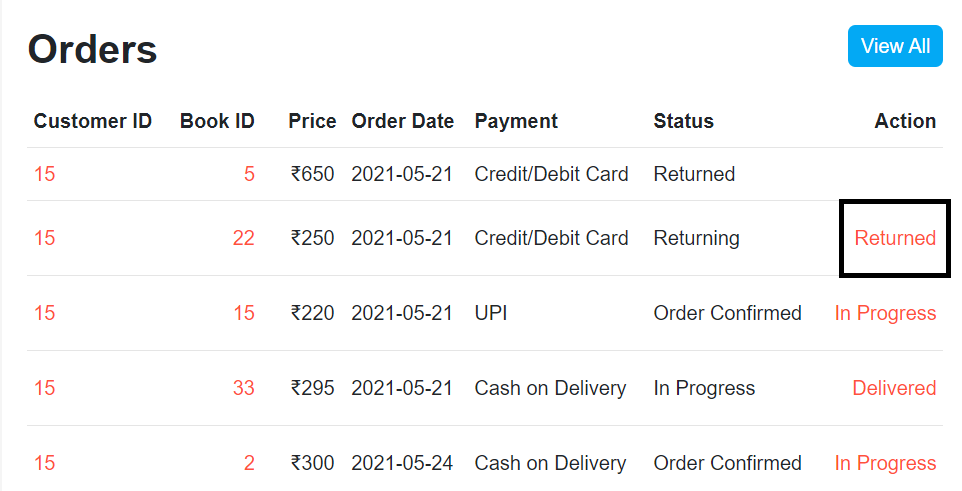 Orders View All
Customer ID Book ID Price Order Date Payment Status Action
15 5 ₹650 2021-05-21 Credit/Debit Card Returned
15 22 ₹250 2021-05-21 Credit/Debit Card Returning Returned
15 15 ₹220 2021-05-21 UPI Order Confirmed In Progress
15 33 ₹295 2021-05-21 Cash on Delivery In Progress Delivered
15 2 ₹300 2021-05-24 Cash on Delivery Order Confirmed In Progress